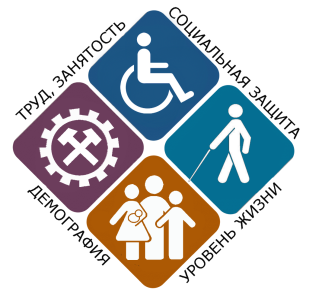 ТРУД, ЗАНЯТОСТЬ
СОЦИАЛЬНАЯ ЗАЩИТА
ДЕМОГРАФИЯ
УРОВЕНЬ ЖИЗНИ